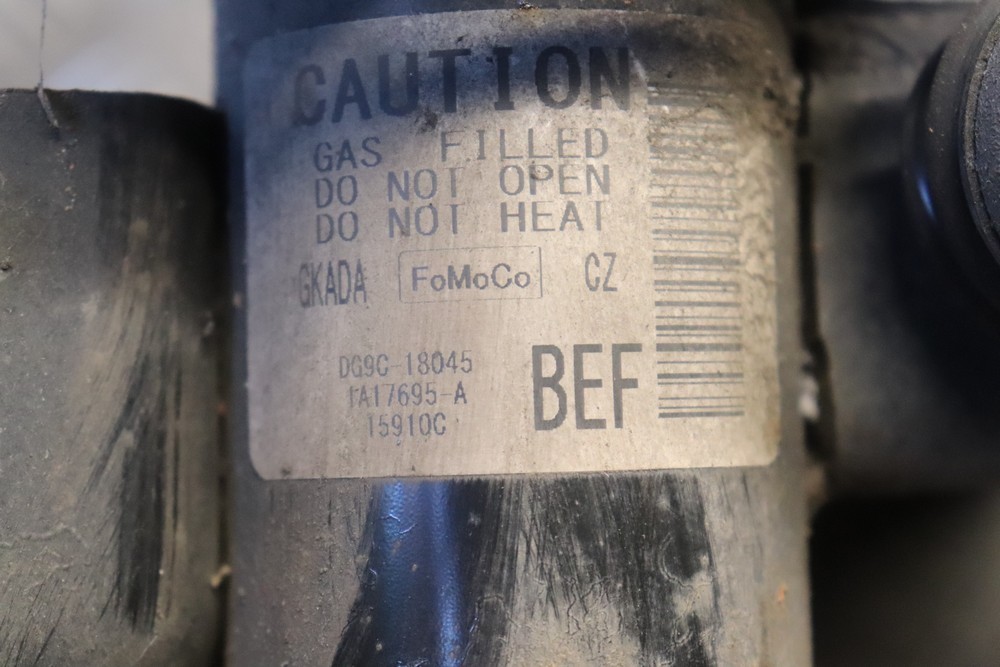 CAUTION
GAS FILLED
DO NOT OPEN
DO NOT HEAT
GKADA FoMoCo CZ
DG9C-18045
1A17695-A
15910C
BEF